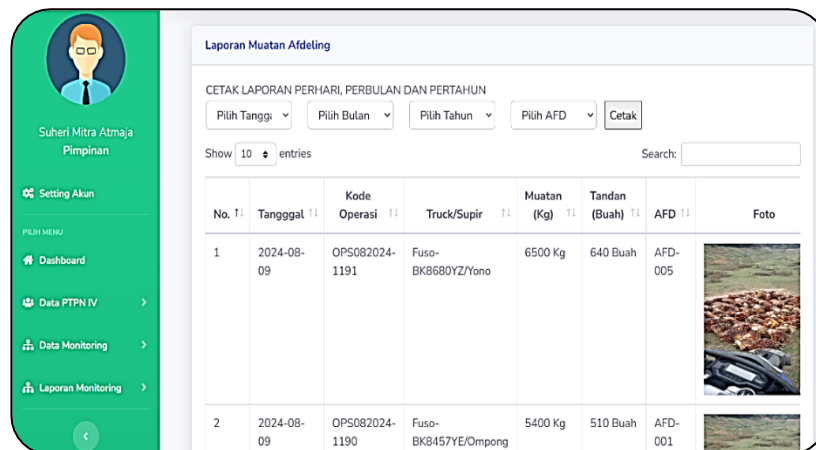 Suheri Mitra Atmaja
Pimpinan
Setting Akun
PILIH MENU
Dashboard
Data PTPN IV
Data Monitoring
Laporan Monitoring
Laporan Muatan Afdeling
CETAK LAPORAN PERHARI, PERBULAN DAN PERTAHUN
Pilih Tangga Pilih Bulan Pilih Tahun Pilih AFD Cetak
Show 10 entries Search:
No. Tangggal Kode Operasi Truck/Supir Muatan (Kg) Tandan (Buah) AFD Foto
1 2024-08-09 OPS082024-1191 Fuso-BK8680YZ/Yono 6500 Kg 640 Buah AFD-005
2 2024-08-09 OPS082024-1190 Fuso-BK8457YE/Ompong 5400 Kg 510 Buah AFD-001